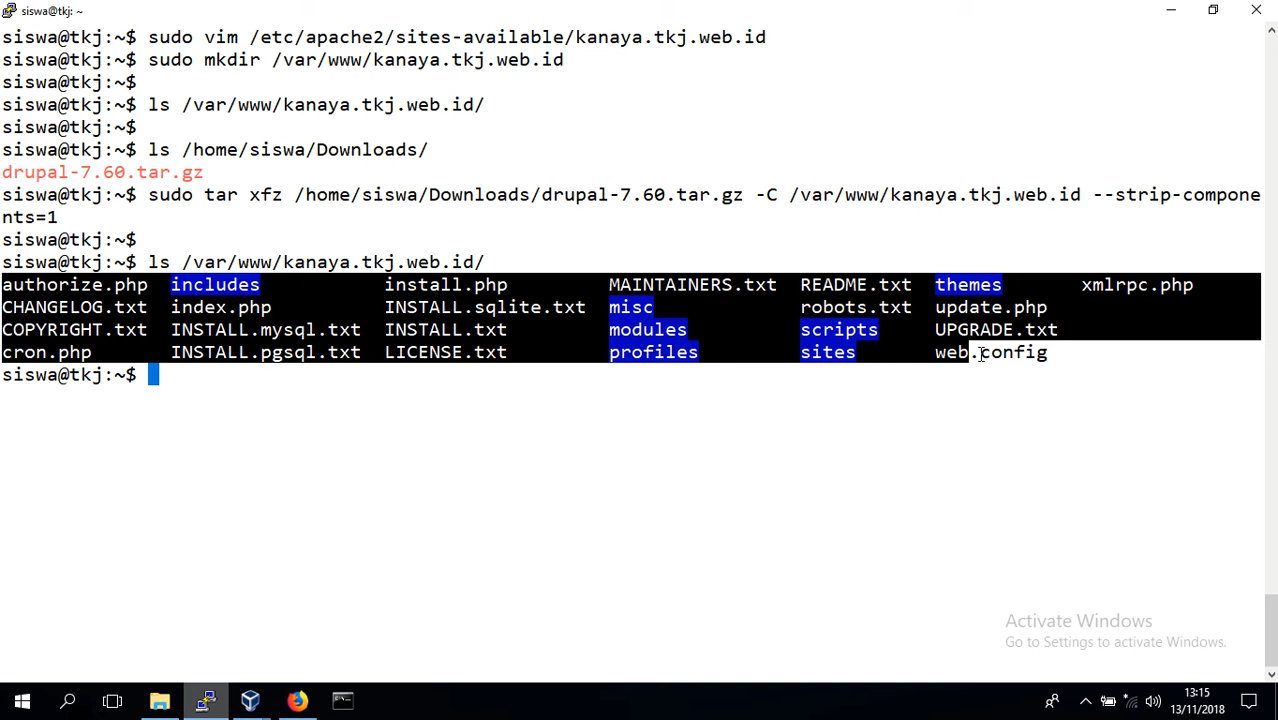 siswa@tkj: ~
siswa@tkj:~$ sudo vim /etc/apache2/sites-available/kanaya.tkj.web.id
siswa@tkj:~$ sudo mkdir /var/www/kanaya.tkj.web.id
siswa@tkj:~$
siswa@tkj:~$ ls /var/www/kanaya.tkj.web.id/
siswa@tkj:~$
siswa@tkj:~$ ls /home/siswa/Downloads/
drupal-7.60.tar.gz
siswa@tkj:~$ sudo tar xfz /home/siswa/Downloads/drupal-7.60.tar.gz -C /var/www/kanaya.tkj.web.id --strip-compone
nts=1
siswa@tkj:~$
siswa@tkj:~$ ls /var/www/kanaya.tkj.web.id/
authorize.php includes install.php MAINTAINERS.txt README.txt themes xmlrpc.php
CHANGELOG.txt index.php INSTALL.sqlite.txt misc robots.txt update.php
COPYRIGHT.txt INSTALL.mysql.txt INSTALL.txt modules scripts UPGRADE.txt
cron.php INSTALL.pgsql.txt LICENSE.txt profiles sites web.config
siswa@tkj:~$
Activate Windows
Go to Settings to activate Windows.
13:15
13/11/2018